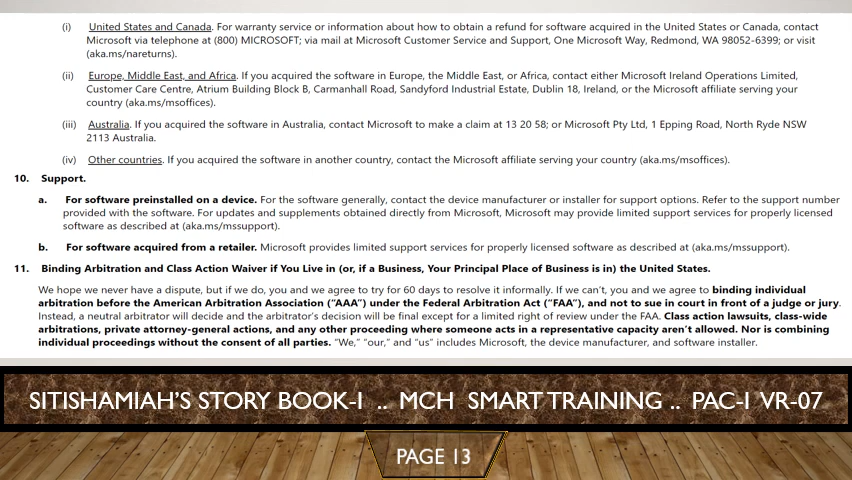 (i) United States and Canada. For warranty service or information about how to obtain a refund for software acquired in the United States or Canada, contact
Microsoft via telephone at (800) MICROSOFT; via mail at Microsoft Customer Service and Support, One Microsoft Way, Redmond, WA 98052-6399; or visit
(aka.ms/nareturns).
(ii) Europe, Middle East, and Africa. If you acquired the software in Europe, the Middle East, or Africa, contact either Microsoft Ireland Operations Limited,
Customer Care Centre, Atrium Building Block B, Carmanhall Road, Sandyford Industrial Estate, Dublin 18, Ireland, or the Microsoft affiliate serving your
country (aka.ms/msoffices).
(iii) Australia. If you acquired the software in Australia, contact Microsoft to make a claim at 13 20 58; or Microsoft Pty Ltd, 1 Epping Road, North Ryde NSW
2113 Australia.
(iv) Other countries. If you acquired the software in another country, contact the Microsoft affiliate serving your country (aka.ms/msoffices).
10. Support.
a. For software preinstalled on a device. For the software generally, contact the device manufacturer or installer for support options. Refer to the support number
provided with the software. For updates and supplements obtained directly from Microsoft, Microsoft may provide limited support services for properly licensed
software as described at (aka.ms/mssupport).
b. For software acquired from a retailer. Microsoft provides limited support services for properly licensed software as described at (aka.ms/mssupport).
11. Binding Arbitration and Class Action Waiver if You Live in (or, if a Business, Your Principal Place of Business is in) the United States.
We hope we never have a dispute, but if we do, you and we agree to try for 60 days to resolve it informally. If we can't, you and we agree to binding individual
arbitration before the American Arbitration Association ("AAA") under the Federal Arbitration Act ("FAA"), and not to sue in court in front of a judge or jury.
Instead, a neutral arbitrator will decide and the arbitrator's decision will be final except for a limited right of review under the FAA. Class action lawsuits, class-wide
arbitrations, private attorney-general actions, and any other proceeding where someone acts in a representative capacity aren't allowed. Nor is combining
individual proceedings without the consent of all parties. "We," "our," and "us" includes Microsoft, the device manufacturer, and software installer.
SITISHAMIAH'S STORY BOOK-1 .. MCH SMART TRAINING .. PAC-1 VR-07
PAGE 13